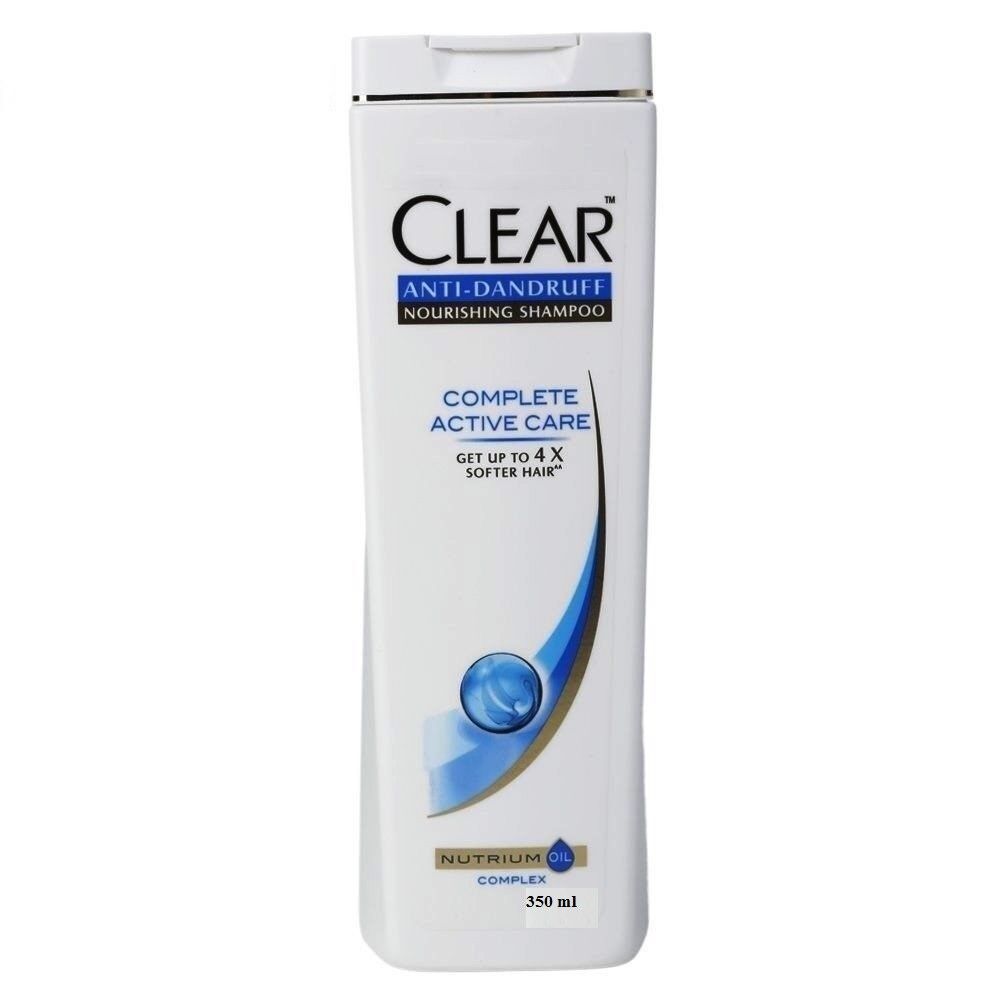 CLEAR™
ANTI-DANDRUFF
NOURISHING SHAMPOO
COMPLETE
ACTIVE CARE
GET UP TO 4 X
SOFTER HAIR^^
NUTRIUM OIL
COMPLEX
350 ml